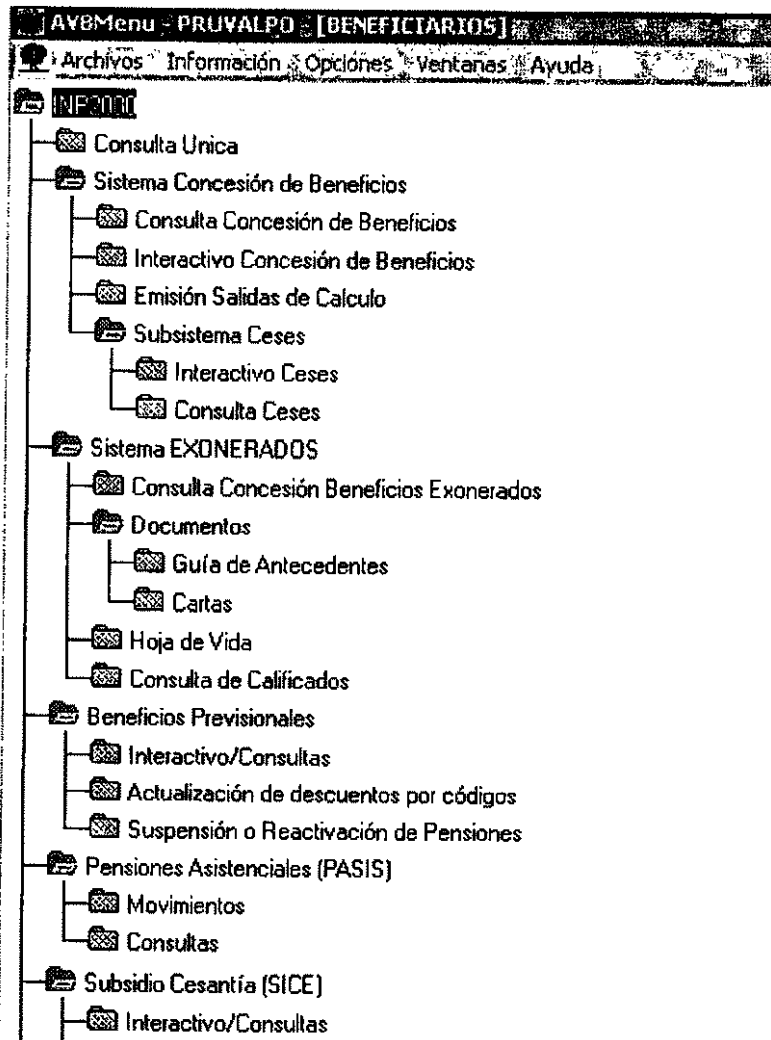 AVBMenu - PRUVALPO - [BENEFICIARIOS]
Archivos Información Opciones Ventanas Ayuda
INP2000
Consulta Unica
Sistema Concesión de Beneficios
Consulta Concesión de Beneficios
Interactivo Concesión de Beneficios
Emisión Salidas de Calculo
Subsistema Ceses
Interactivo Ceses
Consulta Ceses
Sistema EXONERADOS
Consulta Concesión Beneficios Exonerados
Documentos
Guía de Antecedentes
Cartas
Hoja de Vida
Consulta de Calificados
Beneficios Previsionales
Interactivo/Consultas
Actualización de descuentos por códigos
Suspensión o Reactivación de Pensiones
Pensiones Asistenciales (PASIS)
Movimientos
Consultas
Subsidio Cesantía (SICE)
Interactivo/Consultas